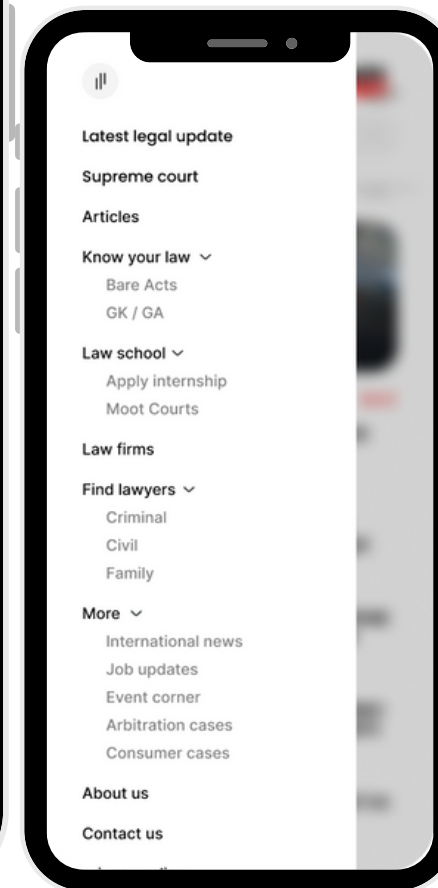 Latest legal update
Supreme court
Articles
Know your law
Bare Acts
GK / GA
Law school
Apply internship
Moot Courts
Law firms
Find lawyers
Criminal
Civil
Family
More
International news
Job updates
Event corner
Arbitration cases
Consumer cases
About us
Contact us